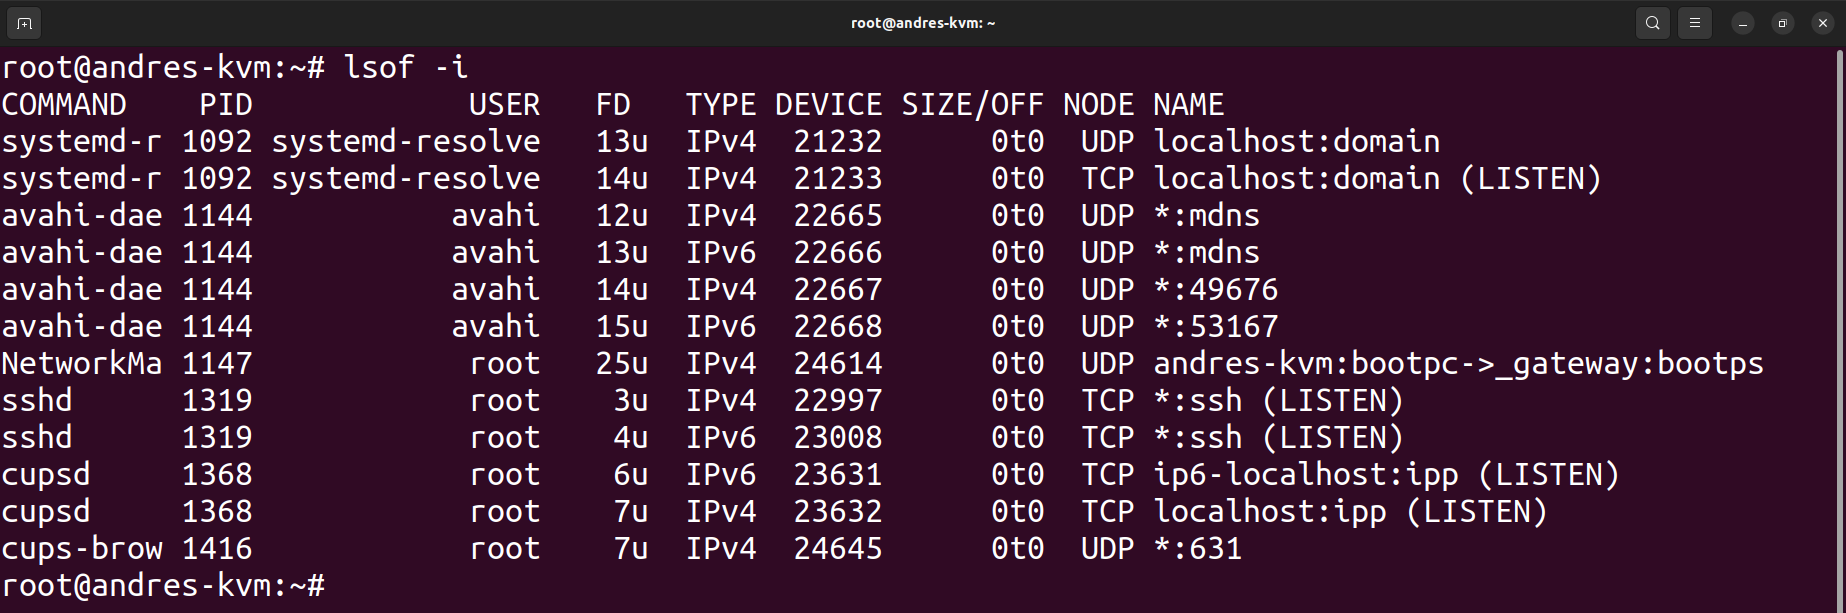 root@andres-kvm: ~
root@andres-kvm:~# lsof -i
COMMAND    PID            USER   FD   TYPE DEVICE SIZE/OFF NODE NAME
systemd-r 1092 systemd-resolve   13u  IPv4  21232      0t0  UDP localhost:domain
systemd-r 1092 systemd-resolve   14u  IPv4  21233      0t0  TCP localhost:domain (LISTEN)
avahi-dae 1144           avahi   12u  IPv4  22665      0t0  UDP *:mdns
avahi-dae 1144           avahi   13u  IPv6  22666      0t0  UDP *:mdns
avahi-dae 1144           avahi   14u  IPv4  22667      0t0  UDP *:49676
avahi-dae 1144           avahi   15u  IPv6  22668      0t0  UDP *:53167
NetworkMa 1147            root   25u  IPv4  24614      0t0  UDP andres-kvm:bootpc->_gateway:bootps
sshd      1319            root    3u  IPv4  22997      0t0  TCP *:ssh (LISTEN)
sshd      1319            root    4u  IPv6  23008      0t0  TCP *:ssh (LISTEN)
cupsd     1368            root    6u  IPv6  23631      0t0  TCP ip6-localhost:ipp (LISTEN)
cupsd     1368            root    7u  IPv4  23632      0t0  TCP localhost:ipp (LISTEN)
cups-brow 1416            root    7u  IPv4  24645      0t0  UDP *:631
root@andres-kvm:~#